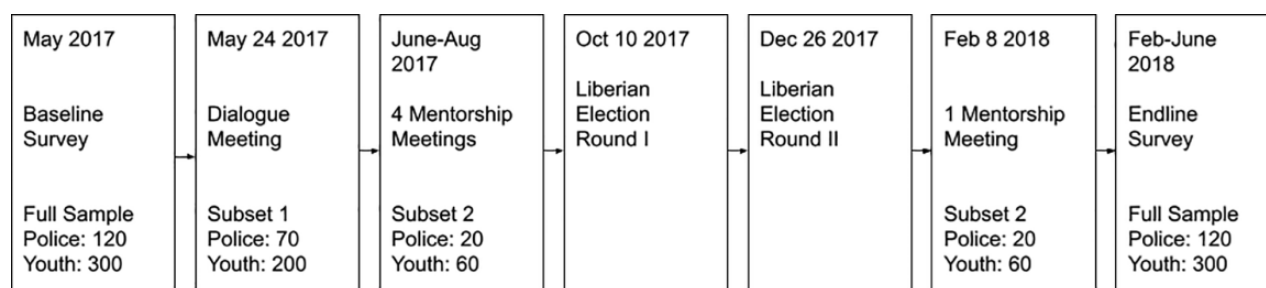 May 2017
Baseline
Survey
Full Sample
Police: 120
Youth: 300
May 24 2017
Dialogue
Meeting
Subset 1
Police: 70
Youth: 200
June-Aug
2017
4 Mentorship
Meetings
Subset 2
Police: 20
Youth: 60
Oct 10 2017
Liberian
Election
Round I
Dec 26 2017
Liberian
Election
Round II
Feb 8 2018
1 Mentorship
Meeting
Subset 2
Police: 20
Youth: 60
Feb-June
2018
Endline
Survey
Full Sample
Police: 120
Youth: 300